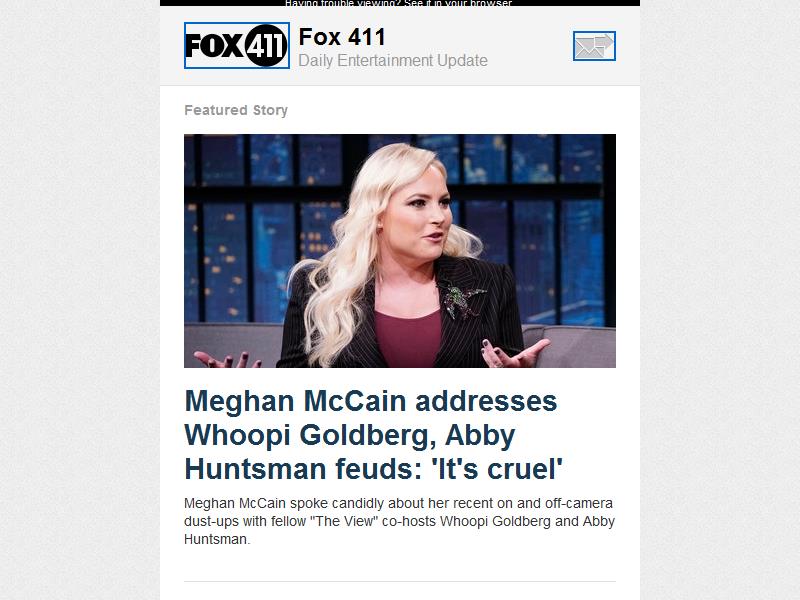 Having trouble viewing? See it in your browser
FOX 411
Fox 411
Daily Entertainment Update
Featured Story
Meghan McCain addresses
Whoopi Goldberg, Abby
Huntsman feuds: 'It's cruel'
Meghan McCain spoke candidly about her recent on and off-camera
dust-ups with fellow "The View" co-hosts Whoopi Goldberg and Abby
Huntsman.